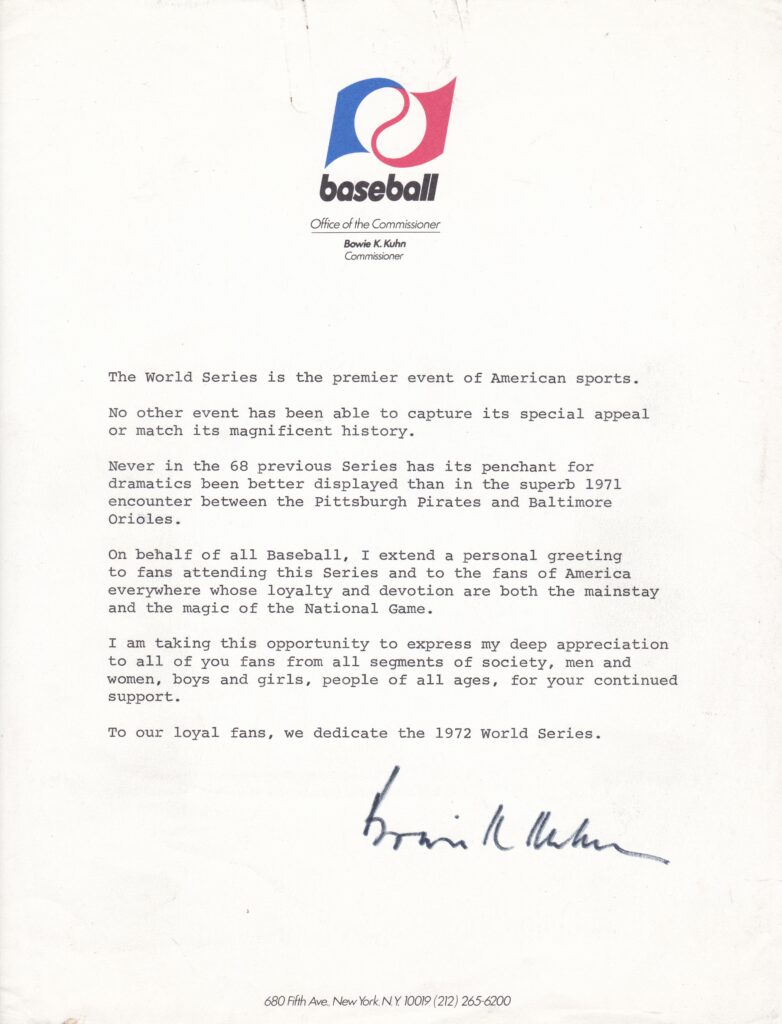 baseball
Office of the Commissioner
Bowie K. Kuhn
Commissioner
The World Series is the premier event of American sports.
No other event has been able to capture its special appeal
or match its magnificent history.
Never in the 68 previous Series has its penchant for
dramatics been better displayed than in the superb 1971
encounter between the Pittsburgh Pirates and Baltimore
Orioles.
On behalf of all Baseball, I extend a personal greeting
to fans attending this Series and to the fans of America
everywhere whose loyalty and devotion are both the mainstay
and the magic of the National Game.
I am taking this opportunity to express my deep appreciation
to all of you fans from all segments of society, men and
women, boys and girls, people of all ages, for your continued
support.
To our loyal fans, we dedicate the 1972 World Series.
Bowie K Kuhn
680 Fifth Ave., New York, N.Y. 10019 (212) 265-6200